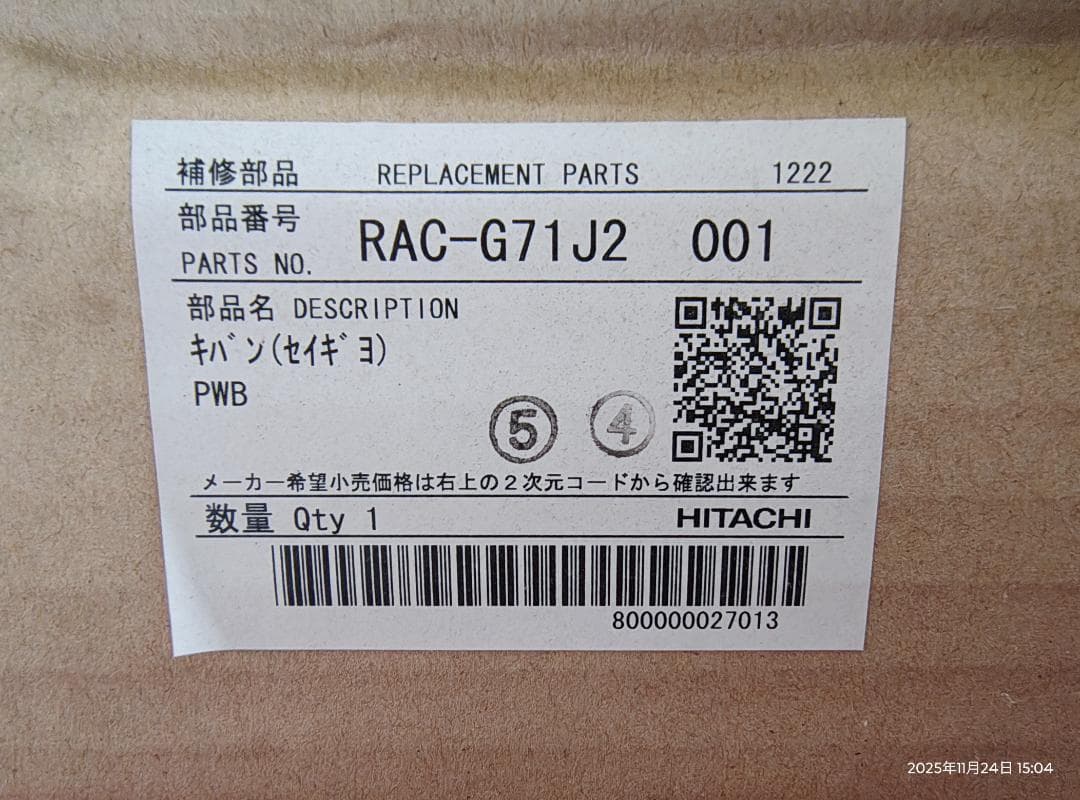 補修部品 REPLACEMENT PARTS 1222
部品番号
PARTS NO. RAC-G71J2 001
部品名 DESCRIPTION
ｷﾊﾞﾝ(ｾｲｷﾞﾖ)
PWB
⑤ ④
メーカー希望小売価格は右上の２次元コードから確認出来ます
数量 Qty 1 HITACHI
800000027013
2025年11月24日 15:04